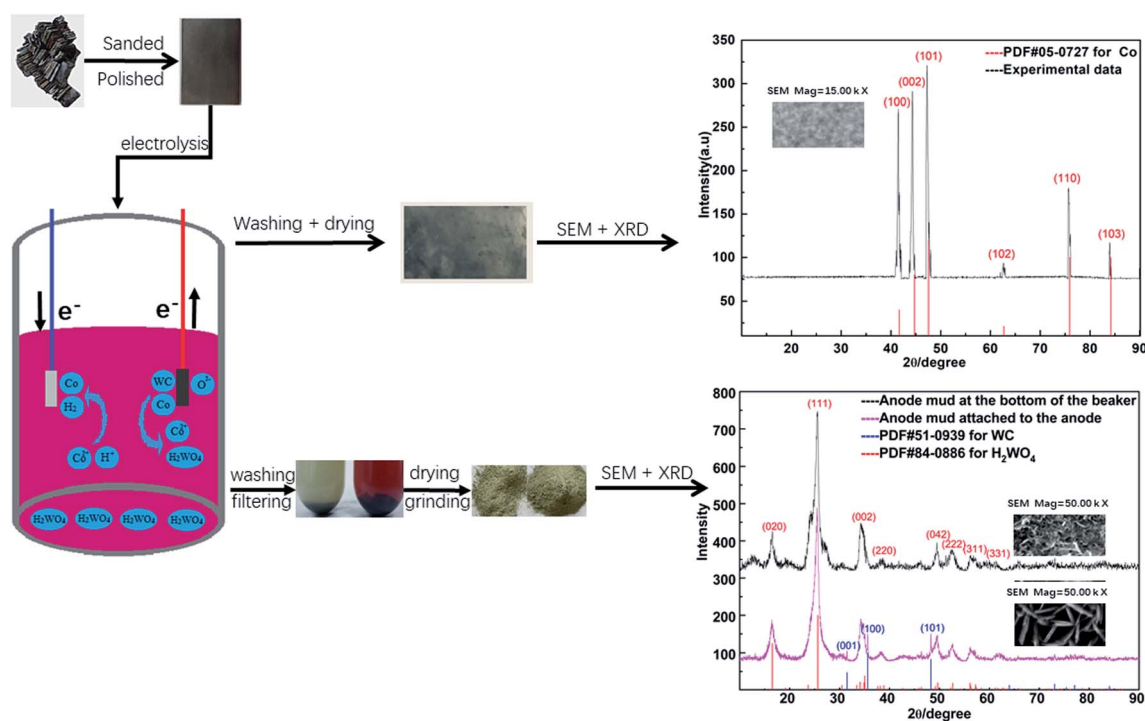 Sanded
Polished
electrolysis
Washing + drying
SEM + XRD
e-
e-
Co
H₂
WC
Co
O²⁻
Cδ⁺
H⁺
Cδ⁺
H₂WO₄
H₂WO₄
H₂WO₄
H₂WO₄
H₂WO₄
washing
filtering
drying
grinding
SEM + XRD
PDF#05-0727 for Co
Experimental data
SEM Mag=15.00 k X
(100)
(002)
(101)
(102)
(110)
(103)
350
300
250
200
150
100
50
Intensity(a.u)
10 20 30 40 50 60 70 80 90
2θ/degree
Anode mud at the bottom of the beaker
Anode mud attached to the anode
PDF#51-0939 for WC
PDF#84-0886 for H₂WO₄
SEM Mag=50.00 k X
SEM Mag=50.00 k X
(020)
(111)
(002)
(220)
(042)
(222)
(311)
(331)
(001)
(100)
(101)
800
700
600
500
400
300
200
100
Intensity
10 20 30 40 50 60 70 80 90
2θ/degree